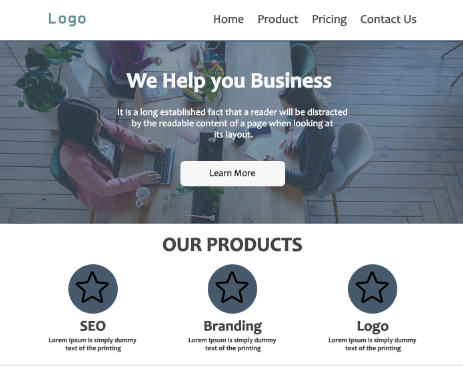 Logo
Home Product Pricing Contact Us
We Help you Business
It is a long established fact that a reader will be distracted
by the readable content of a page when looking at
its layout.
Learn More
OUR PRODUCTS
SEO Branding Logo
Lorem Ipsum is simply dummy Lorem Ipsum is simply dummy Lorem Ipsum is simply dummy
text of the printing text of the printing text of the printing